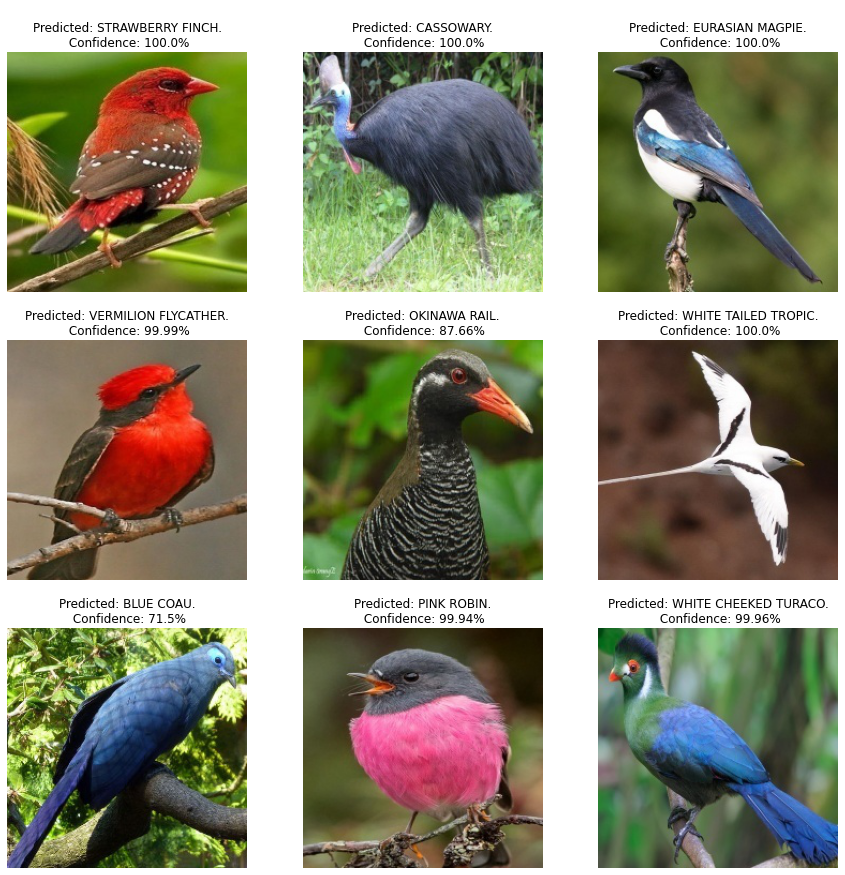 Predicted: STRAWBERRY FINCH.
Confidence: 100.0%
Predicted: CASSOWARY.
Confidence: 100.0%
Predicted: EURASIAN MAGPIE.
Confidence: 100.0%
Predicted: VERMILION FLYCATHER.
Confidence: 99.99%
Predicted: OKINAWA RAIL.
Confidence: 87.66%
Predicted: WHITE TAILED TROPIC.
Confidence: 100.0%
Predicted: BLUE COAU.
Confidence: 71.5%
Predicted: PINK ROBIN.
Confidence: 99.94%
Predicted: WHITE CHEEKED TURACO.
Confidence: 99.96%